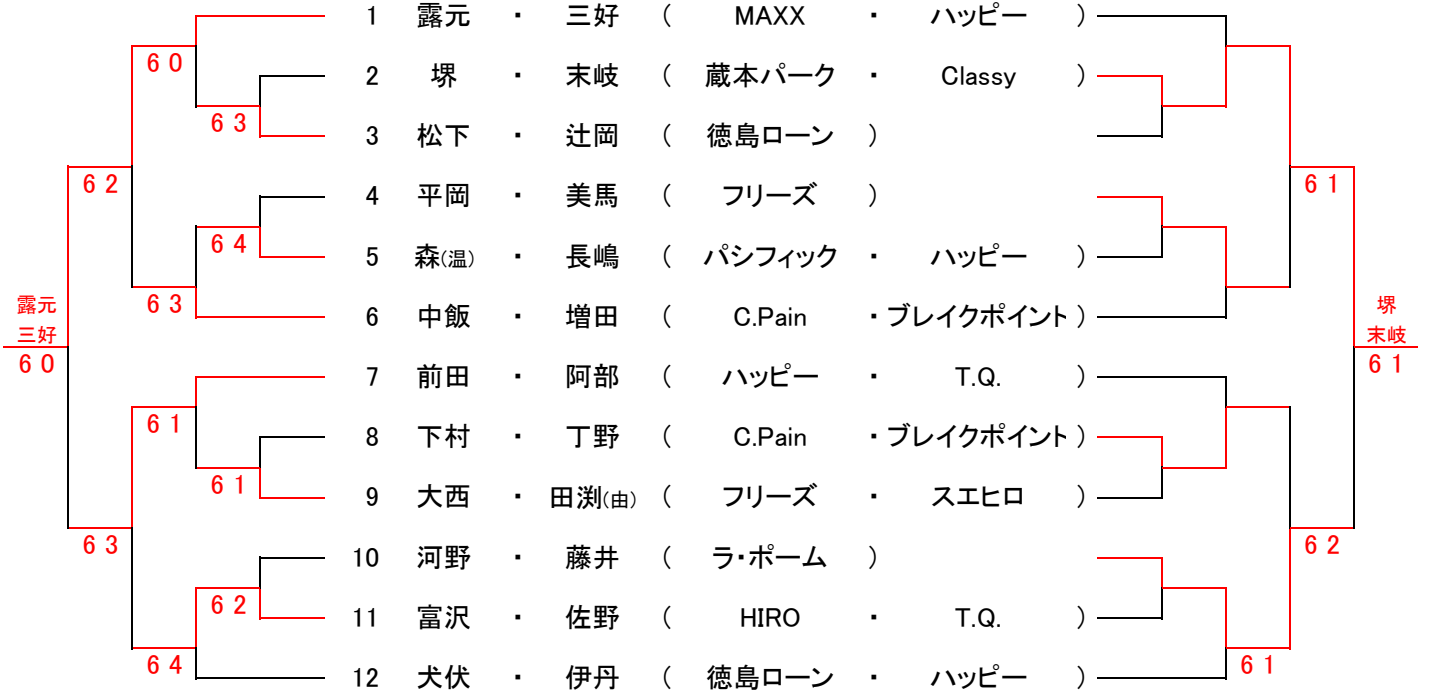 1 露元 ・ 三好 ( MAXX ・ ハッピー )
6 0
2 堺 ・ 末岐 ( 蔵本パーク ・ Classy )
6 3
3 松下 ・ 辻岡 ( 徳島ローン )
6 2
6 1
4 平岡 ・ 美馬 ( フリーズ )
6 4
5 森(温) ・ 長嶋 ( パシフィック ・ ハッピー )
6 3
6 中飯 ・ 増田 ( C.Pain ・ブレイクポイント )
露元
三好
6 0
堺
末岐
6 1
7 前田 ・ 阿部 ( ハッピー ・ T.Q. )
6 1
8 下村 ・ 丁野 ( C.Pain ・ブレイクポイント )
6 1
9 大西 ・ 田渕(由) ( フリーズ ・ スエヒロ )
6 3
6 2
10 河野 ・ 藤井 ( ラ・ポーム )
6 2
11 富沢 ・ 佐野 ( HIRO ・ T.Q. )
6 4
6 1
12 犬伏 ・ 伊丹 ( 徳島ローン ・ ハッピー )